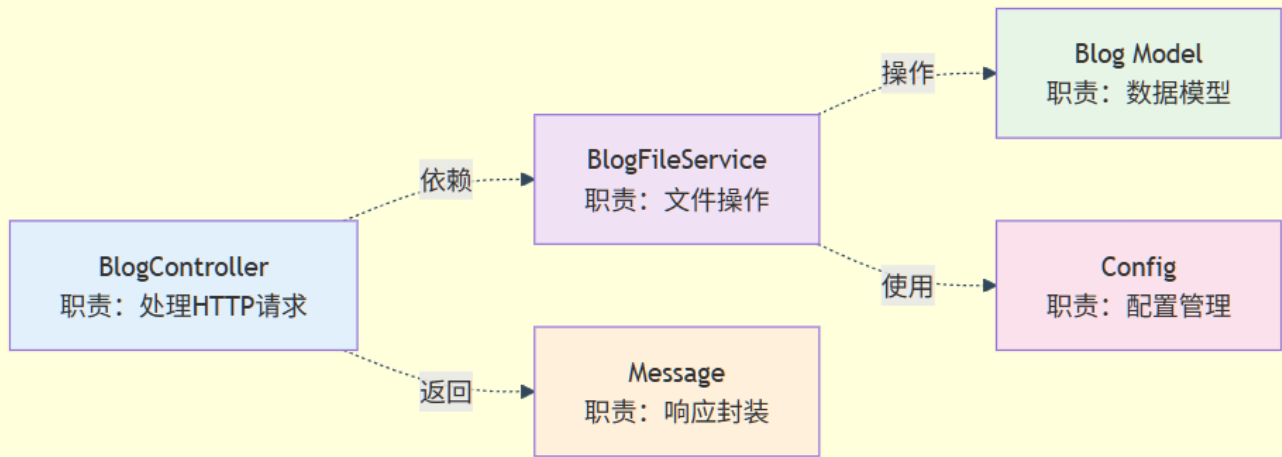 BlogController
职责：处理HTTP请求
依赖
返回
BlogFileService
职责：文件操作
Message
职责：响应封装
操作
使用
Blog Model
职责：数据模型
Config
职责：配置管理